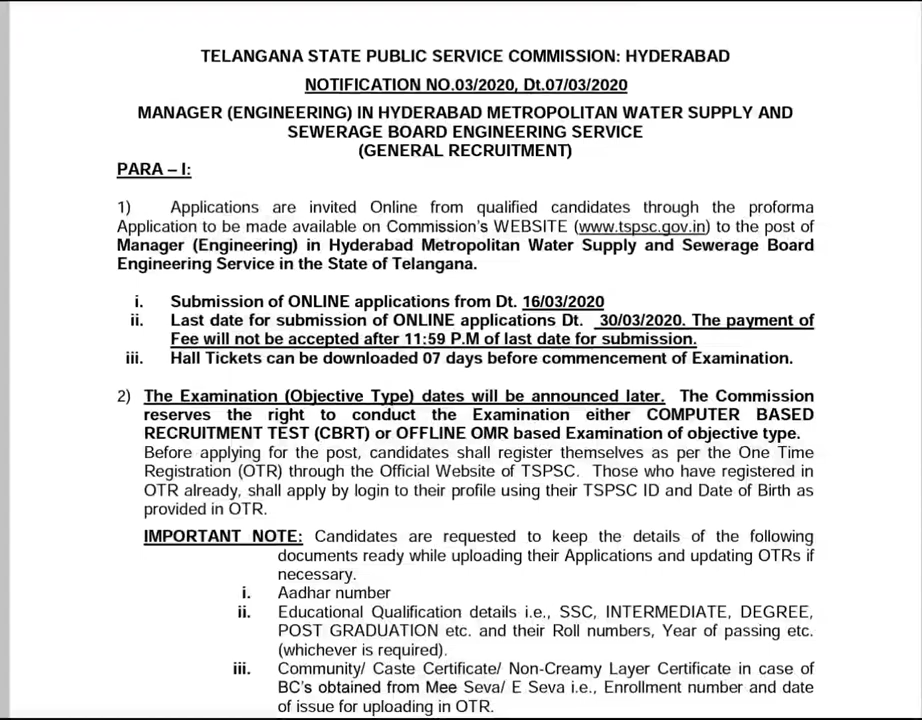 TELANGANA STATE PUBLIC SERVICE COMMISSION: HYDERABAD
NOTIFICATION NO.03/2020, Dt.07/03/2020
MANAGER (ENGINEERING) IN HYDERABAD METROPOLITAN WATER SUPPLY AND
SEWERAGE BOARD ENGINEERING SERVICE
(GENERAL RECRUITMENT)
PARA – I:
1) Applications are invited Online from qualified candidates through the proforma
Application to be made available on Commission's WEBSITE (www.tspsc.gov.in) to the post of
Manager (Engineering) in Hyderabad Metropolitan Water Supply and Sewerage Board
Engineering Service in the State of Telangana.
i. Submission of ONLINE applications from Dt. 16/03/2020
ii. Last date for submission of ONLINE applications Dt. 30/03/2020. The payment of
Fee will not be accepted after 11:59 P.M of last date for submission.
iii. Hall Tickets can be downloaded 07 days before commencement of Examination.
2) The Examination (Objective Type) dates will be announced later. The Commission
reserves the right to conduct the Examination either COMPUTER BASED
RECRUITMENT TEST (CBRT) or OFFLINE OMR based Examination of objective type.
Before applying for the post, candidates shall register themselves as per the One Time
Registration (OTR) through the Official Website of TSPSC. Those who have registered in
OTR already, shall apply by login to their profile using their TSPSC ID and Date of Birth as
provided in OTR.
IMPORTANT NOTE: Candidates are requested to keep the details of the following
documents ready while uploading their Applications and updating OTRs if
necessary.
i. Aadhar number
ii. Educational Qualification details i.e., SSC, INTERMEDIATE, DEGREE,
POST GRADUATION etc. and their Roll numbers, Year of passing etc.
(whichever is required).
iii. Community/ Caste Certificate/ Non-Creamy Layer Certificate in case of
BC's obtained from Mee Seva/ E Seva i.e., Enrollment number and date
of issue for uploading in OTR.